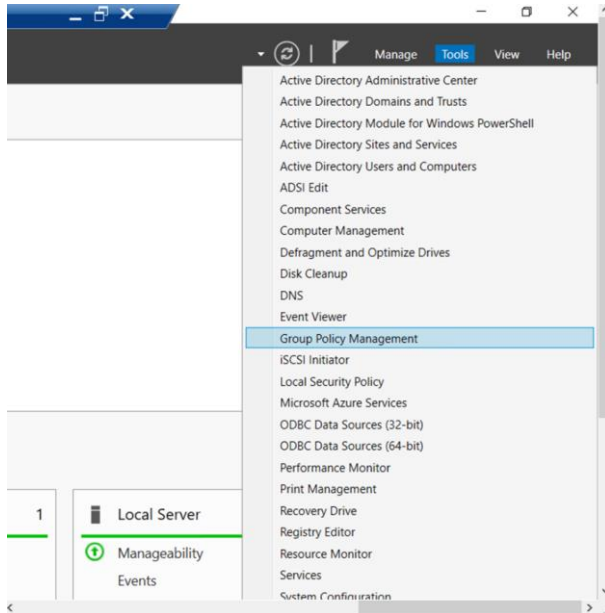 Manage Tools View Help
Active Directory Administrative Center
Active Directory Domains and Trusts
Active Directory Module for Windows PowerShell
Active Directory Sites and Services
Active Directory Users and Computers
ADSI Edit
Component Services
Computer Management
Defragment and Optimize Drives
Disk Cleanup
DNS
Event Viewer
Group Policy Management
iSCSI Initiator
Local Security Policy
Microsoft Azure Services
ODBC Data Sources (32-bit)
ODBC Data Sources (64-bit)
Performance Monitor
Print Management
Recovery Drive
Registry Editor
Resource Monitor
Services
System Configuration
1
Local Server
Manageability
Events